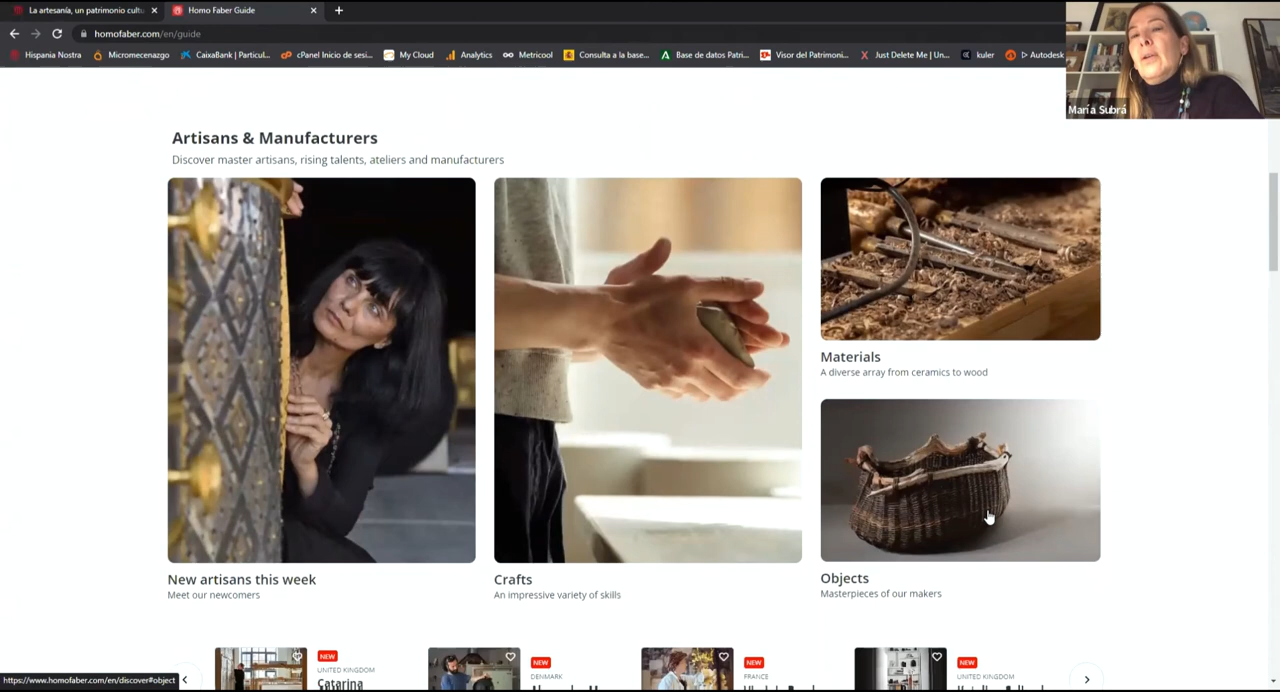 La artesanía, un patrimonio cultu
Homo Faber Guide
homofaber.com/en/guide
Hispania Nostra
Micromecenazgo
CaixaBank | Particul...
cPanel Inicio de sesi...
My Cloud
Analytics
Metricool
Consulta a la base...
Base de datos Patri...
Visor del Patrimoni...
Just Delete Me | Un...
kuler
Autodesk
María Subrá
Artisans & Manufacturers
Discover master artisans, rising talents, ateliers and manufacturers
Materials
A diverse array from ceramics to wood
New artisans this week
Meet our newcomers
Crafts
An impressive variety of skills
Objects
Masterpieces of our makers
NEW
UNITED KINGDOM
Catarina
NEW
DENMARK
NEW
FRANCE
NEW
UNITED KINGDOM
https://www.homofaber.com/en/discover#object